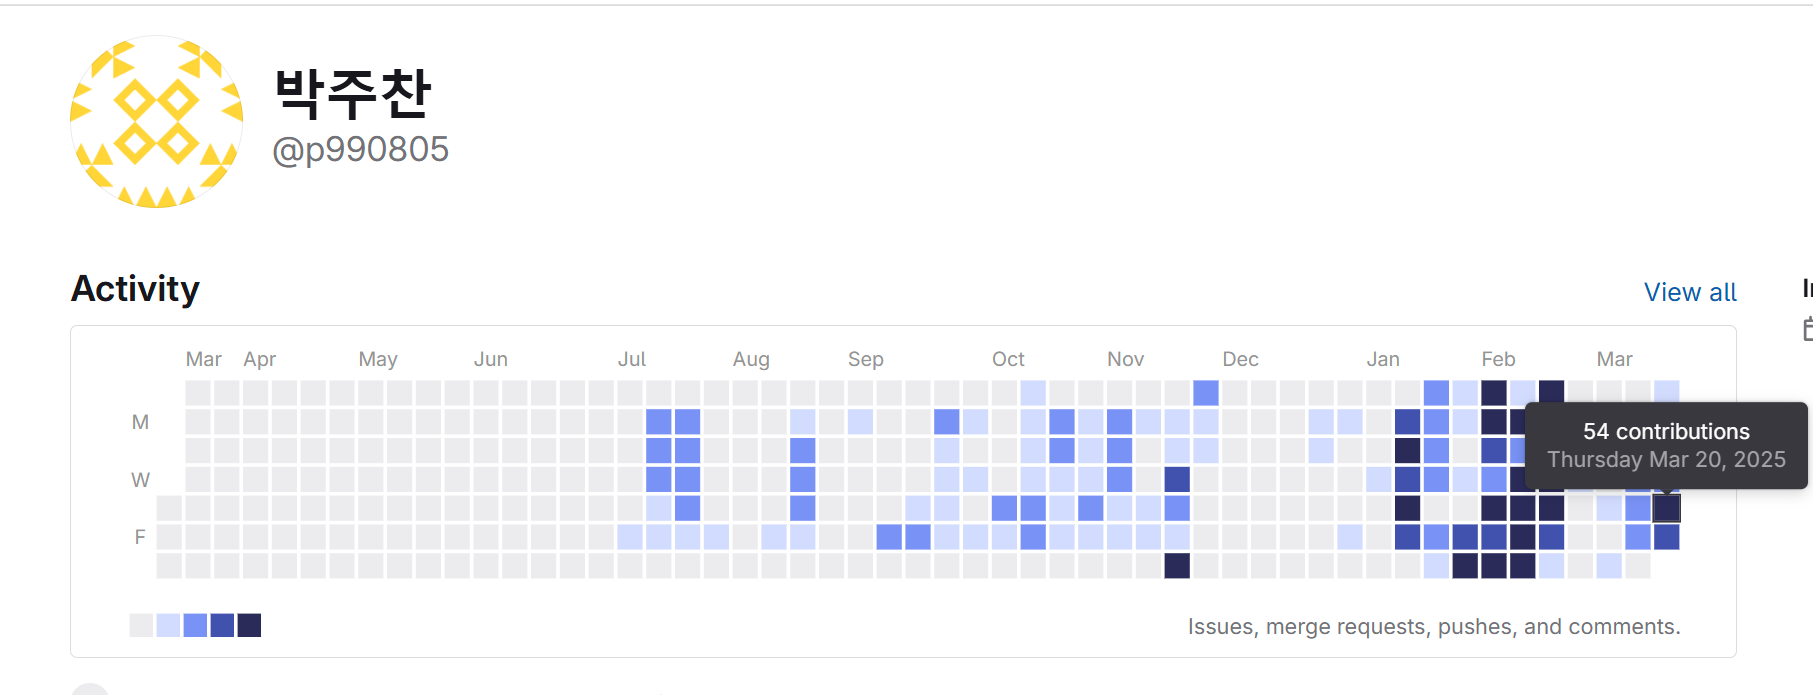 박주찬
@p990805
Activity
View all
Mar Apr May Jun Jul Aug Sep Oct Nov Dec Jan Feb Mar
M
54 contributions
Thursday Mar 20, 2025
W
F
Issues, merge requests, pushes, and comments.